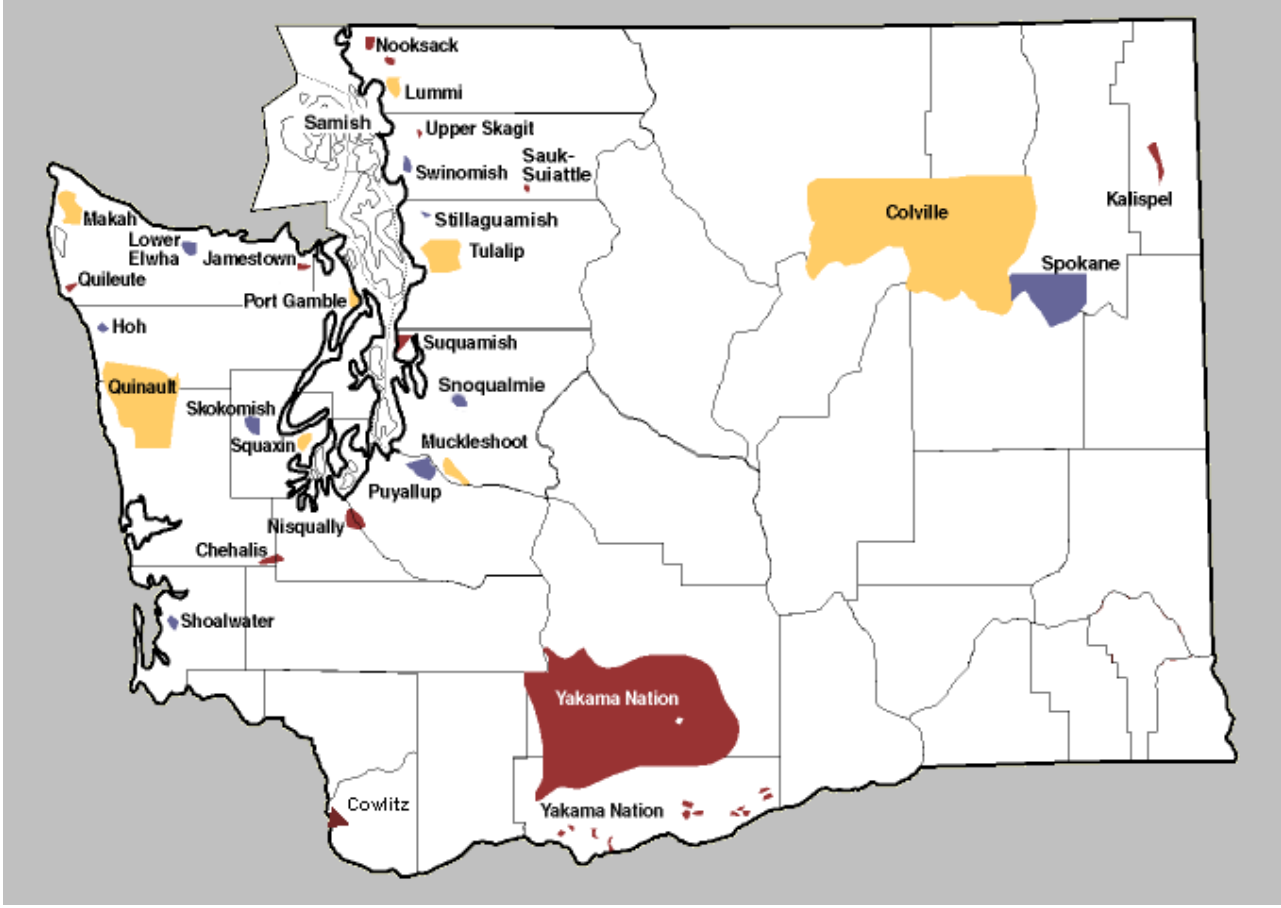 Nooksack
Lummi
Samish
Upper Skagit
Sauk-
Suiattle
Swinomish
Kalispel
Makah
Stillaguamish
Colville
Lower
Elwha
Jamestown
Tulalip
Spokane
Quileute
Port Gamble
Hoh
Suquamish
Quinault
Snoqualmie
Skokomish
Squaxin
Muckleshoot
Puyallup
Nisqually
Chehalis
Shoalwater
Yakama Nation
Cowlitz
Yakama Nation